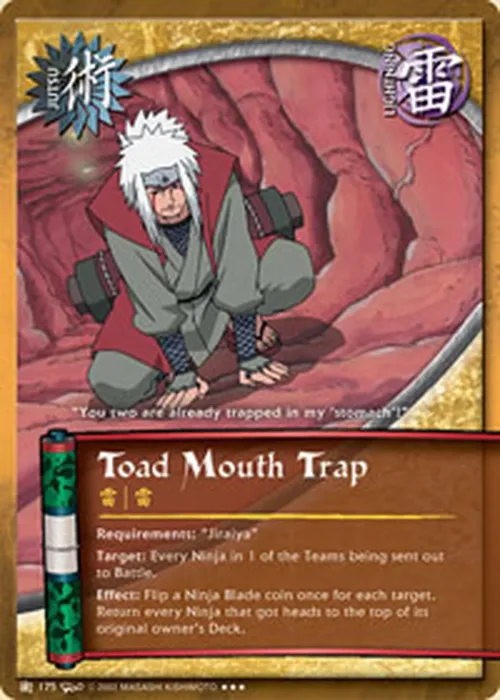 JUTSU 術
LIGHTNING 雷
"You two are already trapped in my 'stomach'!"
Toad Mouth Trap
雷 | 雷
Requirements: "Jiraiya"
Target: Every Ninja in 1 of the Teams being sent out
to Battle.
Effect: Flip a Ninja Blade coin once for each target.
Return every Ninja that got heads to the top of its
original owner's Deck.
175 © 2002 MASASHI KISHIMOTO ★★★